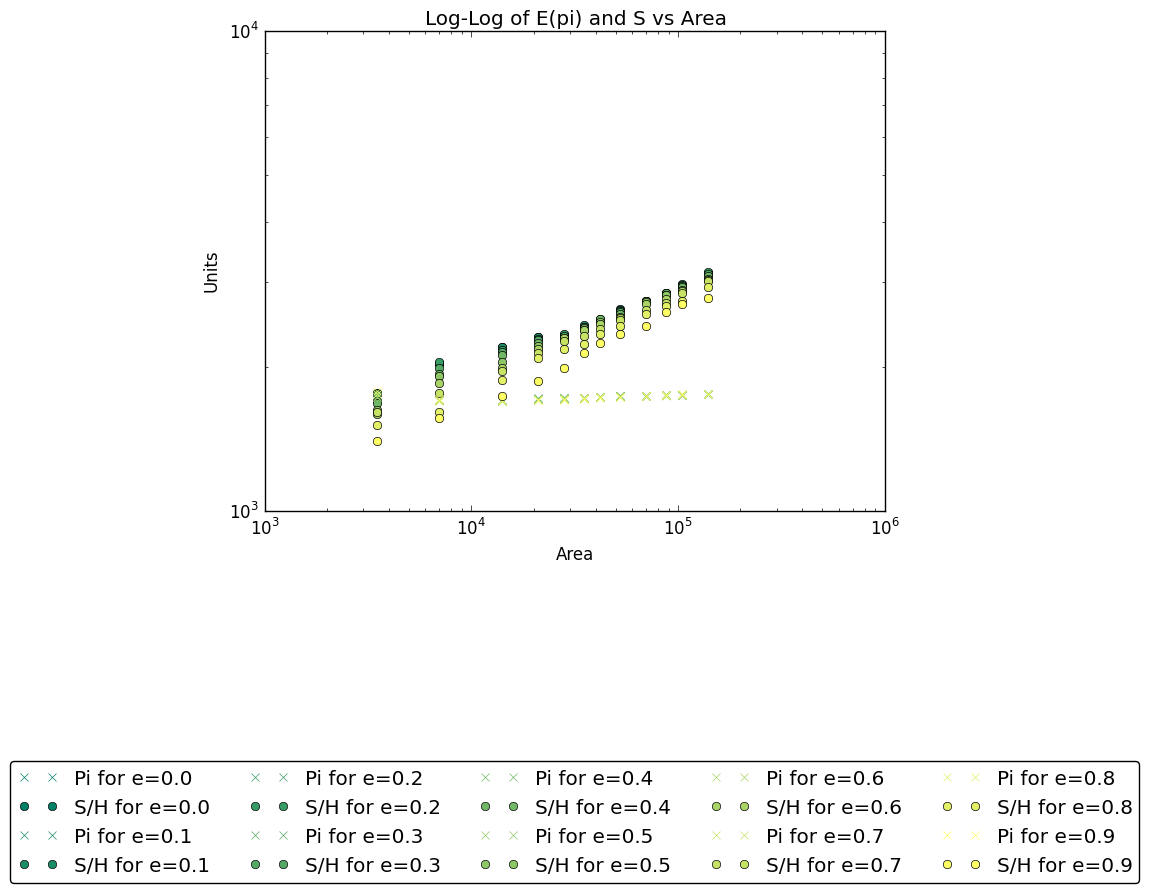 Log-Log of E(pi) and S vs Area
10^4
Units
10^3
10^3 10^4 10^5 10^6
Area
Pi for e=0.0 Pi for e=0.2 Pi for e=0.4 Pi for e=0.6 Pi for e=0.8
S/H for e=0.0 S/H for e=0.2 S/H for e=0.4 S/H for e=0.6 S/H for e=0.8
Pi for e=0.1 Pi for e=0.3 Pi for e=0.5 Pi for e=0.7 Pi for e=0.9
S/H for e=0.1 S/H for e=0.3 S/H for e=0.5 S/H for e=0.7 S/H for e=0.9